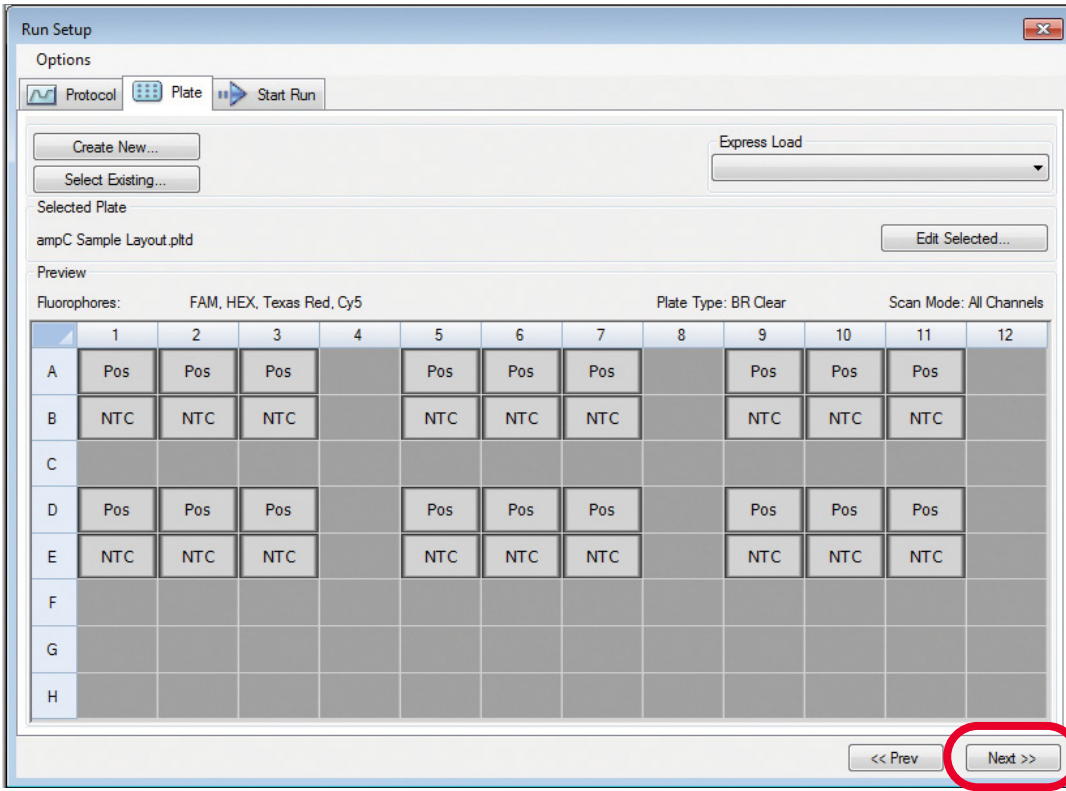 Run Setup
Options
Protocol Plate Start Run
Create New...
Express Load
Select Existing...
Selected Plate
ampC Sample Layout.pltd Edit Selected...
Preview
Fluorophores: FAM, HEX, Texas Red, Cy5 Plate Type: BR Clear Scan Mode: All Channels
1 2 3 4 5 6 7 8 9 10 11 12
A Pos Pos Pos Pos Pos Pos Pos Pos Pos
B NTC NTC NTC NTC NTC NTC NTC NTC NTC
C
D Pos Pos Pos Pos Pos Pos Pos Pos Pos
E NTC NTC NTC NTC NTC NTC NTC NTC NTC
F
G
H
<< Prev Next >>